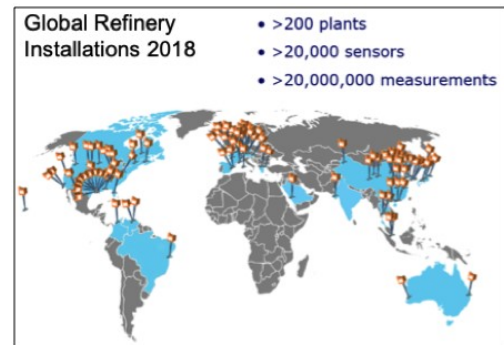 Global Refinery
Installations 2018
• >200 plants
• >20,000 sensors
• >20,000,000 measurements